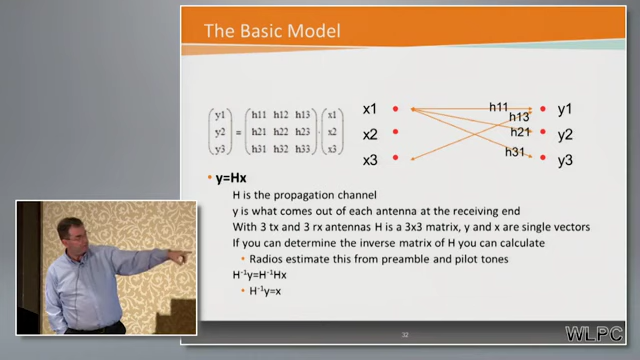 The Basic Model
y1 h11 h12 h13 x1
y2 = h21 h22 h23 · x2
y3 h31 h32 h33 x3
x1 h11 y1
h13
x2 h21 y2
x3 h31 y3
• y=Hx
H is the propagation channel
y is what comes out of each antenna at the receiving end
With 3 tx and 3 rx antennas H is a 3x3 matrix, y and x are single vectors
If you can determine the inverse matrix of H you can calculate
• Radios estimate this from preamble and pilot tones
H⁻¹y=H⁻¹Hx
• H⁻¹y=x
32
WLPC